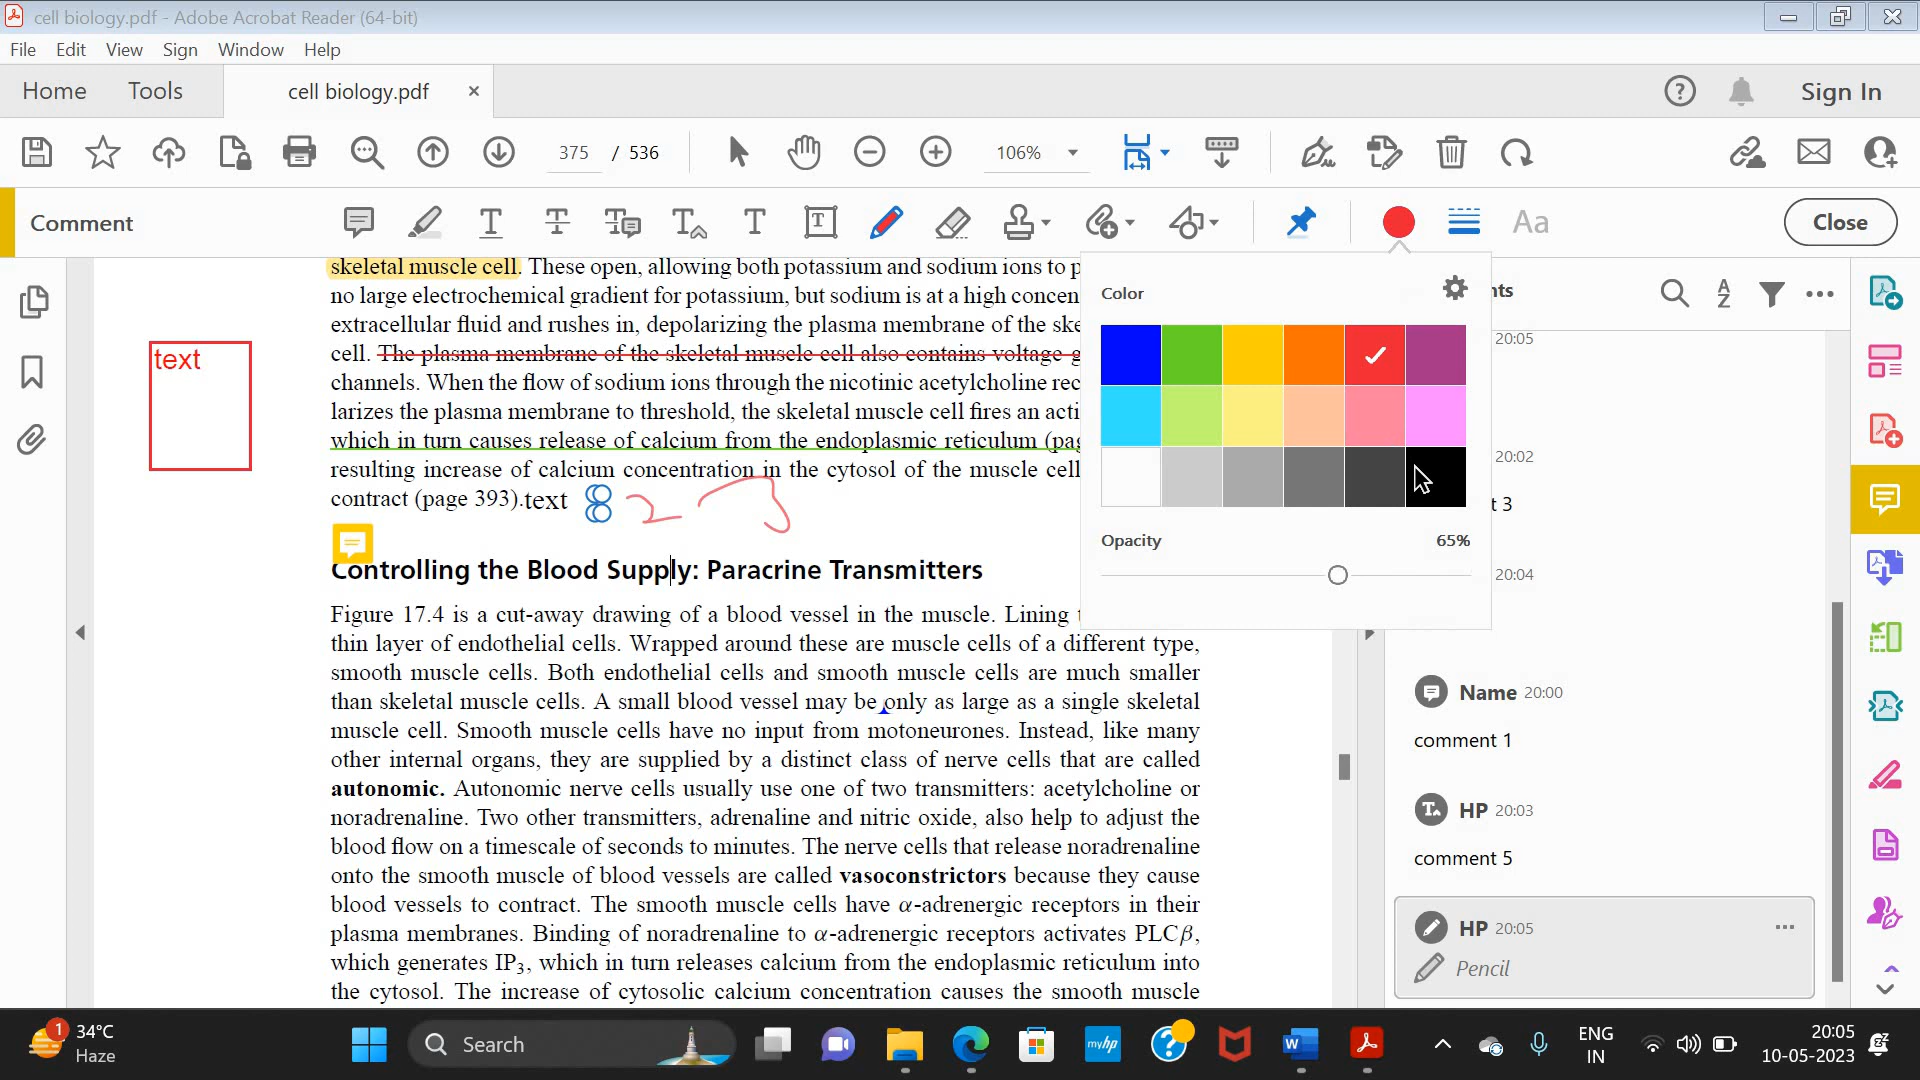 cell biology.pdf - Adobe Acrobat Reader (64-bit)
File Edit View Sign Window Help
Home Tools cell biology.pdf × Sign In
375 / 536 106%
Comment Aa Close
skeletal muscle cell. These open, allowing both potassium and sodium ions to p
no large electrochemical gradient for potassium, but sodium is at a high concen
extracellular fluid and rushes in, depolarizing the plasma membrane of the ske
cell. The plasma membrane of the skeletal muscle cell also contains voltage-g
channels. When the flow of sodium ions through the nicotinic acetylcholine rec
larizes the plasma membrane to threshold, the skeletal muscle cell fires an acti
which in turn causes release of calcium from the endoplasmic reticulum (pag
resulting increase of calcium concentration in the cytosol of the muscle cell
contract (page 393).text
text
Controlling the Blood Supply: Paracrine Transmitters
Figure 17.4 is a cut-away drawing of a blood vessel in the muscle. Lining t
thin layer of endothelial cells. Wrapped around these are muscle cells of a different type,
smooth muscle cells. Both endothelial cells and smooth muscle cells are much smaller
than skeletal muscle cells. A small blood vessel may be only as large as a single skeletal
muscle cell. Smooth muscle cells have no input from motoneurones. Instead, like many
other internal organs, they are supplied by a distinct class of nerve cells that are called
autonomic. Autonomic nerve cells usually use one of two transmitters: acetylcholine or
noradrenaline. Two other transmitters, adrenaline and nitric oxide, also help to adjust the
blood flow on a timescale of seconds to minutes. The nerve cells that release noradrenaline
onto the smooth muscle of blood vessels are called vasoconstrictors because they cause
blood vessels to contract. The smooth muscle cells have α-adrenergic receptors in their
plasma membranes. Binding of noradrenaline to α-adrenergic receptors activates PLCβ,
which generates IP₃, which in turn releases calcium from the endoplasmic reticulum into
the cytosol. The increase of cytosolic calcium concentration causes the smooth muscle
Color
Opacity 65%
nts
20:05
20:02
t 3
20:04
Name 20:00
comment 1
HP 20:03
comment 5
HP 20:05
Pencil
1 34°C
Haze
Search
myhp
ENG
IN
20:05
10-05-2023